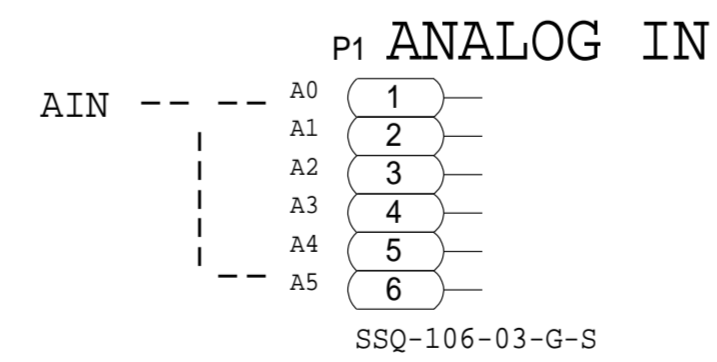 P1 ANALOG IN
AIN
A0 1
A1 2
A2 3
A3 4
A4 5
A5 6
SSQ-106-03-G-S